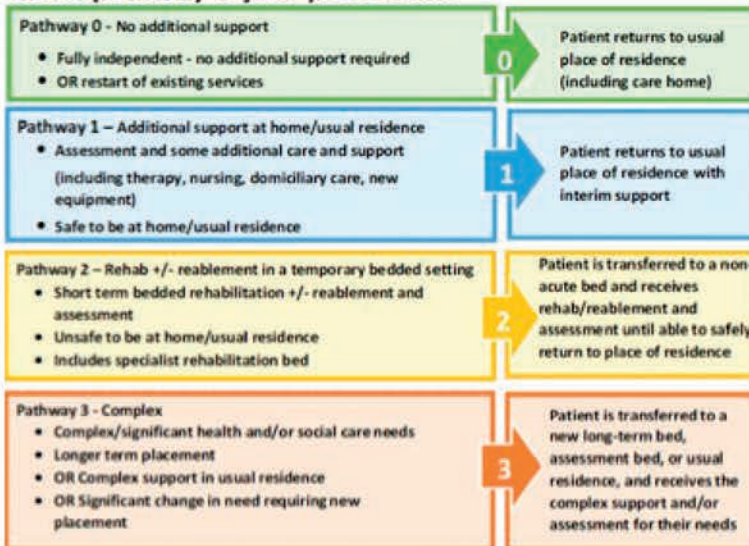 Pathway 0 - No additional support
• Fully independent - no additional support required
• OR restart of existing services
0
Patient returns to usual
place of residence
(including care home)
Pathway 1 – Additional support at home/usual residence
• Assessment and some additional care and support
(including therapy, nursing, domiciliary care, new
equipment)
• Safe to be at home/usual residence
1
Patient returns to usual
place of residence with
interim support
Pathway 2 – Rehab +/- reablement in a temporary bedded setting
• Short term bedded rehabilitation +/- reablement and
assessment
• Unsafe to be at home/usual residence
• Includes specialist rehabilitation bed
2
Patient is transferred to a non-
acute bed and receives
rehab/reablement and
assessment until able to safely
return to place of residence
Pathway 3 - Complex
• Complex/significant health and/or social care needs
• Longer term placement
• OR Complex support in usual residence
• OR Significant change in need requiring new
placement
3
Patient is transferred to a
new long-term bed,
assessment bed, or usual
residence, and receives the
complex support and/or
assessment for their needs